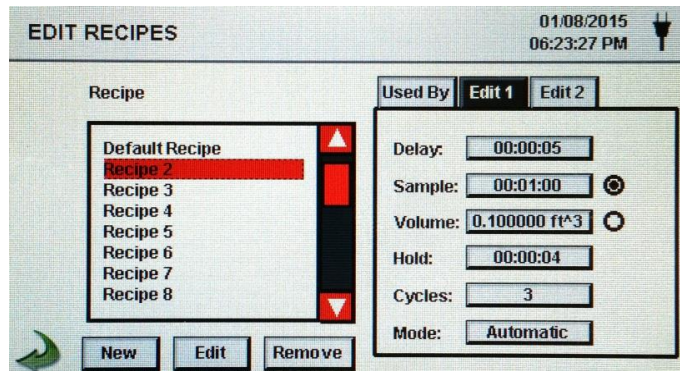 EDIT RECIPES
01/08/2015
06:23:27 PM
Recipe
Default Recipe
Recipe 2
Recipe 3
Recipe 4
Recipe 5
Recipe 6
Recipe 7
Recipe 8
New Edit Remove
Used By Edit 1 Edit 2
Delay: 00:00:05
Sample: 00:01:00
Volume: 0.100000 ft^3
Hold: 00:00:04
Cycles: 3
Mode: Automatic